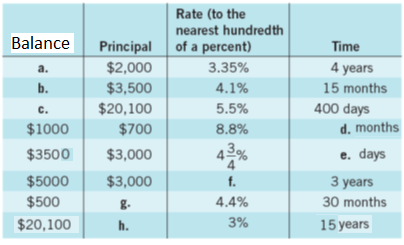 Balance Principal Rate (to the nearest hundredth of a percent) Time
a. $2,000 3.35% 4 years
b. $3,500 4.1% 15 months
c. $20,100 5.5% 400 days
$1000 $700 8.8% d. months
$3500 $3,000 4 3/4% e. days
$5000 $3,000 f. 3 years
$500 g. 4.4% 30 months
$20,100 h. 3% 15 years